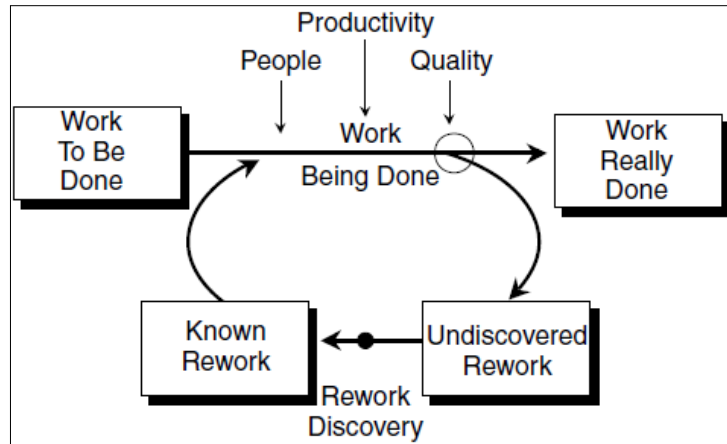 Productivity
People
Quality
Work
To Be
Done
Work
Being Done
Work
Really
Done
Known
Rework
Undiscovered
Rework
Rework
Discovery